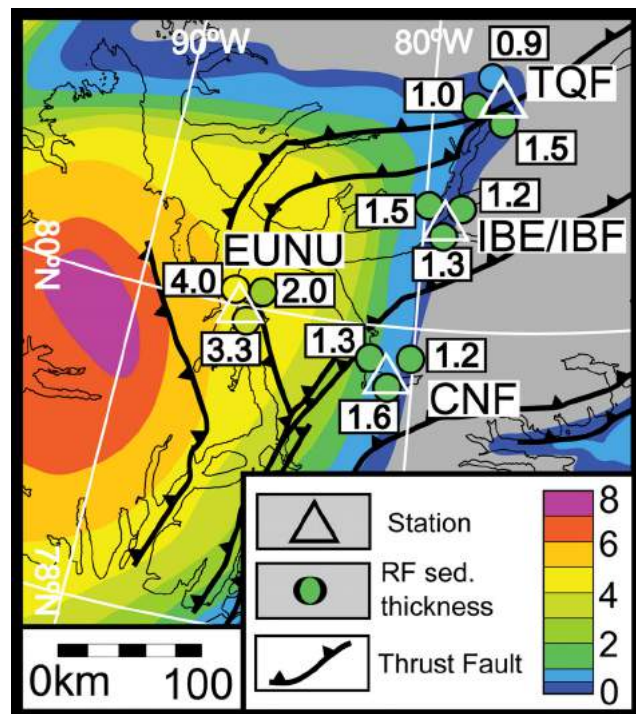 90°W
80°W
0.9
TQF
1.0
1.5
1.5
1.2
IBE/IBF
1.3
80°N
EUNU
4.0
2.0
3.3
1.3
1.2
1.6
CNF
78°N
Station
RF sed.
thickness
Thrust Fault
8
6
4
2
0
0km 100